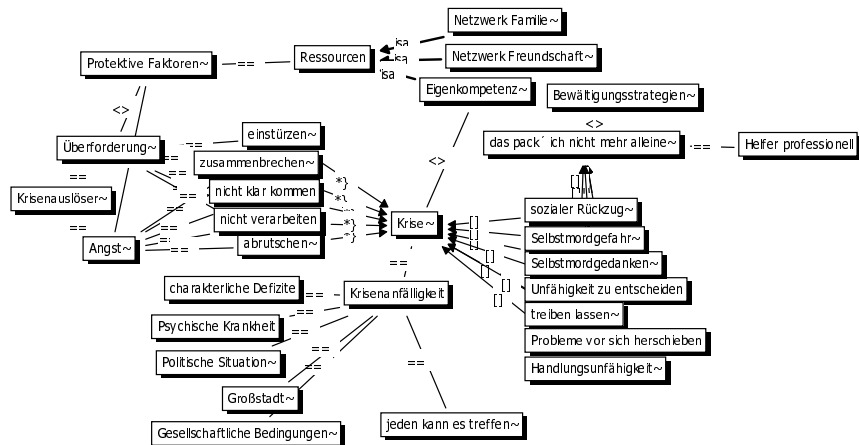 Netzwerk Familie~
isa
Ressourcen
isa
Netzwerk Freundschaft~
Protektive Faktoren~
==
isa
Eigenkompetenz~
Bewältigungsstrategien~
<>
<>
Überforderung~
==
einstürzen~
das pack´ ich nicht mehr alleine~
==
Helfer professionell
<>
==
zusammenbrechen~
==
==
*}
[]
Krisenauslöser~
==
nicht klar kommen
*}
==
nicht verarbeiten
*}
Krise~
[]
sozialer Rückzug~
==
Angst~
==
==
abrutschen~
*}
[]
Selbstmordgefahr~
[]
Selbstmordgedanken~
==
[]
charakterliche Defizite
==
Krisenanfälligkeit
[]
Unfähigkeit zu entscheiden
[]
treiben lassen~
Psychische Krankheit
==
==
Probleme vor sich herschieben
Politische Situation~
==
==
==
Handlungsunfähigkeit~
Großstadt~
jeden kann es treffen~
Gesellschaftliche Bedingungen~